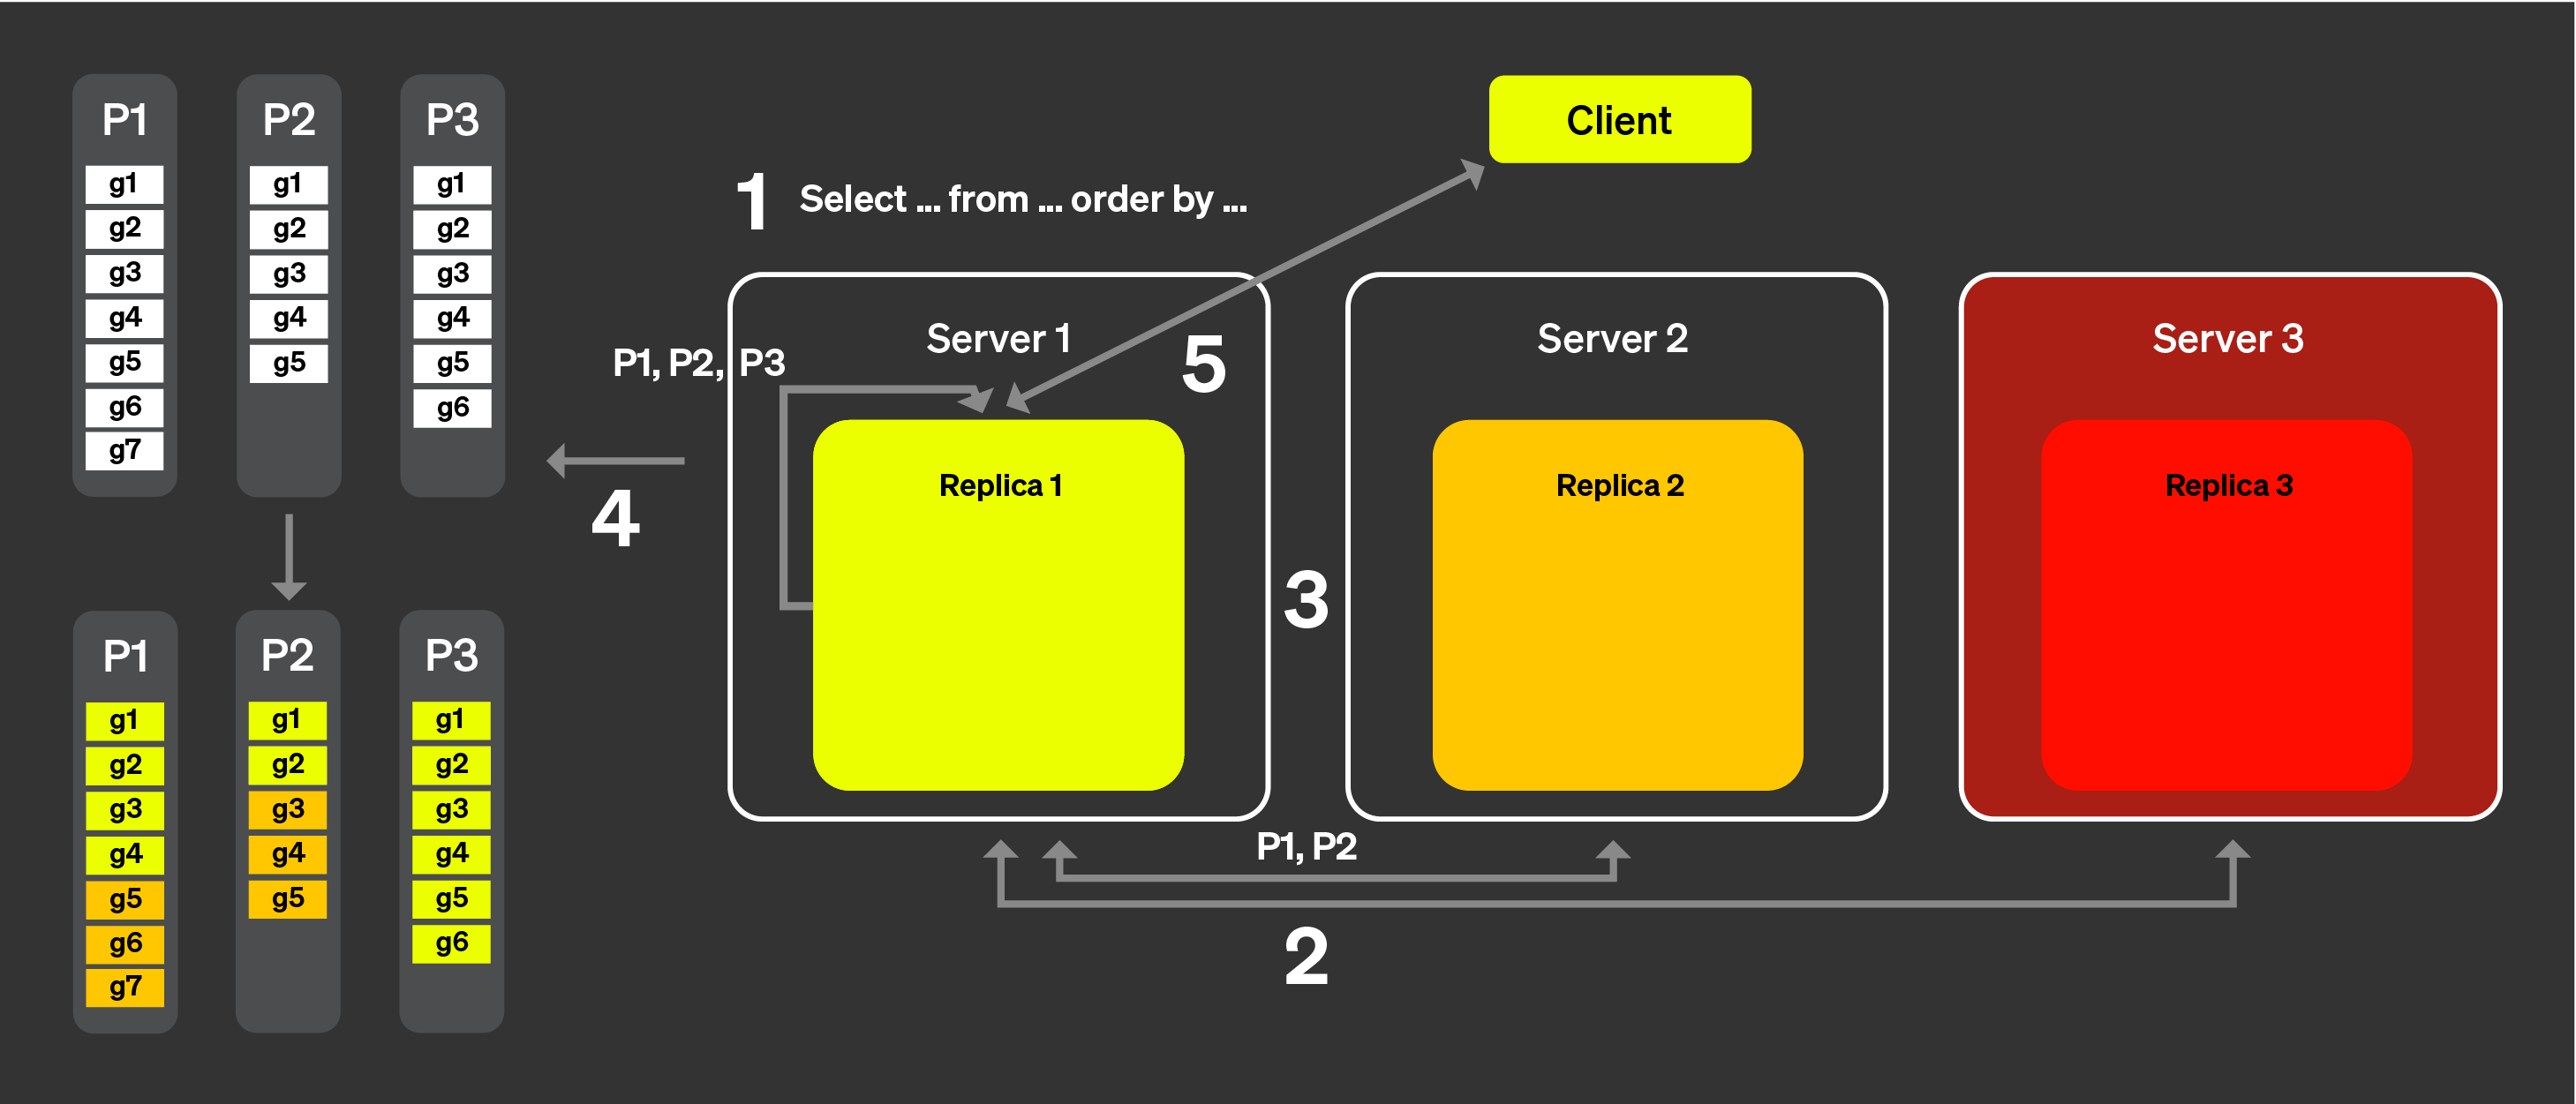 P1
g1
g2
g3
g4
g5
g6
g7
P2
g1
g2
g3
g4
g5
P3
g1
g2
g3
g4
g5
g6
Client
1 Select ... from ... order by ...
P1, P2, P3
Server 1
5
Server 2
Server 3
Replica 1
Replica 2
Replica 3
4
3
P1
g1
g2
g3
g4
g5
g6
g7
P2
g1
g2
g3
g4
g5
P3
g1
g2
g3
g4
g5
g6
P1, P2
2